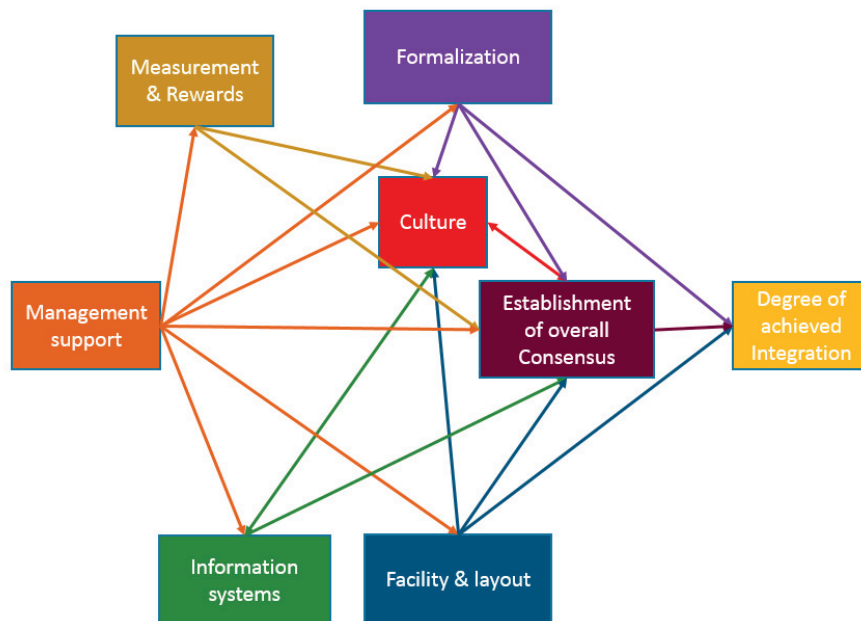 Formalization
Measurement
& Rewards
Culture
Management
support
Establishment
of overall
Consensus
Degree of
achieved
Integration
Information
systems
Facility & layout